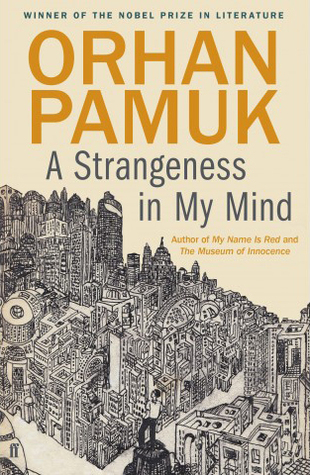 WINNER OF THE NOBEL PRIZE IN LITERATURE
ORHAN
PAMUK
A Strangeness
in My Mind
Author of My Name Is Red and
The Museum of Innocence
ff